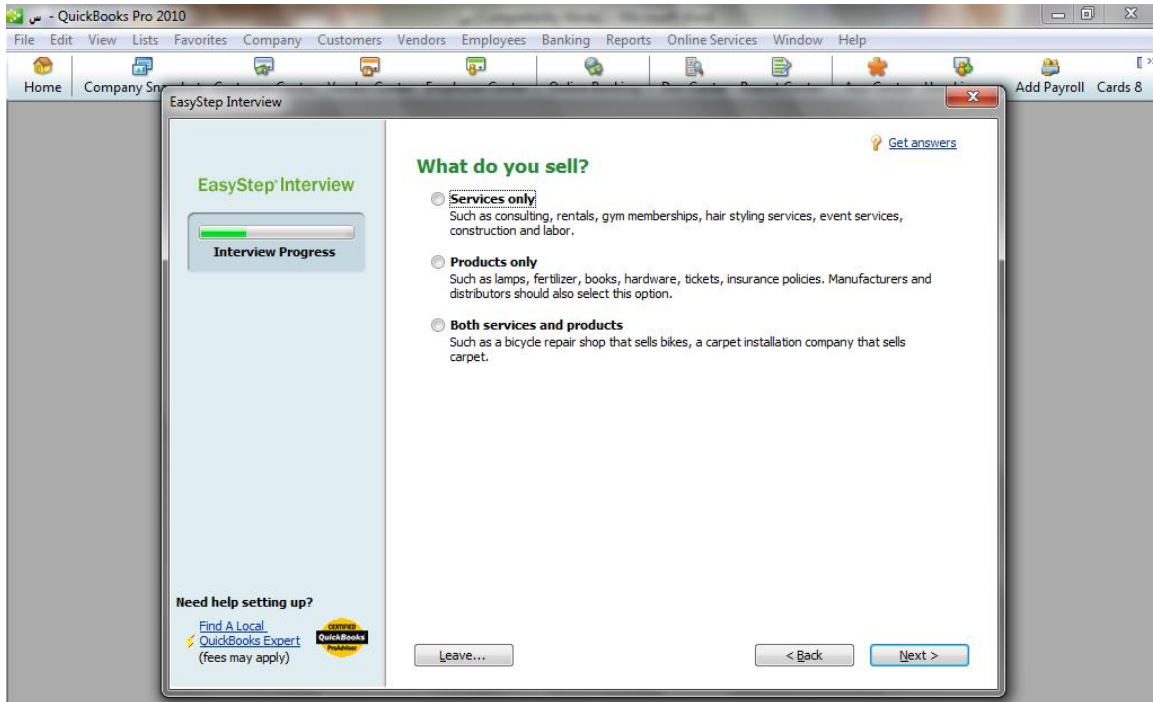 س - QuickBooks Pro 2010
File Edit View Lists Favorites Company Customers Vendors Employees Banking Reports Online Services Window Help
Home Company Add Payroll Cards &
EasyStep Interview
Get answers
EasyStep Interview
Interview Progress
What do you sell?
Services only
Such as consulting, rentals, gym memberships, hair styling services, event services,
construction and labor.
Products only
Such as lamps, fertilizer, books, hardware, tickets, insurance policies. Manufacturers and
distributors should also select this option.
Both services and products
Such as a bicycle repair shop that sells bikes, a carpet installation company that sells
carpet.
Need help setting up?
Find A Local
QuickBooks Expert
(fees may apply)
CERTIFIED
QuickBooks
ProAdvisor
Leave...
< Back
Next >